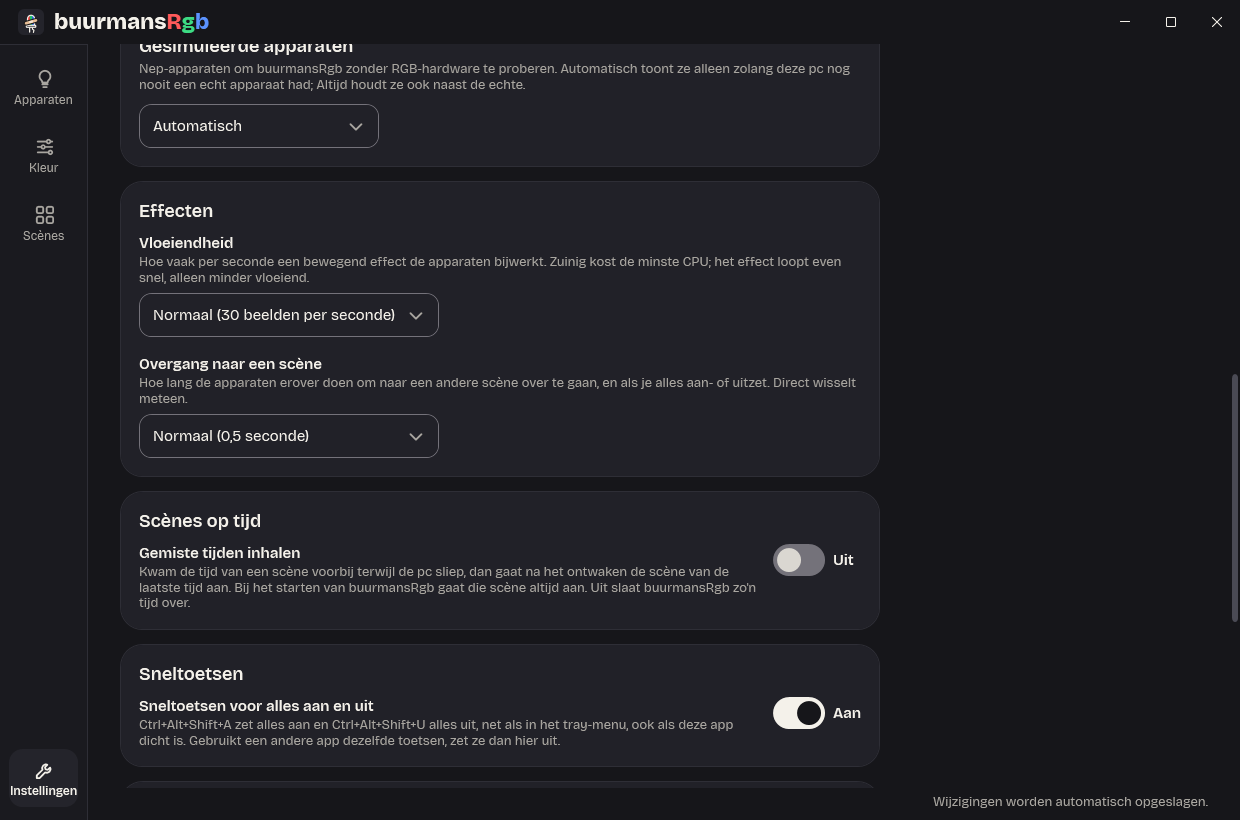 buurmansRgb
Apparaten
Kleur
Scènes
Instellingen
Gesimuleerde apparaten
Nep-apparaten om buurmansRgb zonder RGB-hardware te proberen. Automatisch toont ze alleen zolang deze pc nog
nooit een echt apparaat had; Altijd houdt ze ook naast de echte.
Automatisch
Effecten
Vloeiendheid
Hoe vaak per seconde een bewegend effect de apparaten bijwerkt. Zuinig kost de minste CPU; het effect loopt even
snel, alleen minder vloeiend.
Normaal (30 beelden per seconde)
Overgang naar een scène
Hoe lang de apparaten erover doen om naar een andere scène over te gaan, en als je alles aan- of uitzet. Direct wisselt
meteen.
Normaal (0,5 seconde)
Scènes op tijd
Gemiste tijden inhalen
Kwam de tijd van een scène voorbij terwijl de pc sliep, dan gaat na het ontwaken de scène van de
laatste tijd aan. Bij het starten van buurmansRgb gaat die scène altijd aan. Uit slaat buurmansRgb zo'n
tijd over.
Uit
Sneltoetsen
Sneltoetsen voor alles aan en uit
Ctrl+Alt+Shift+A zet alles aan en Ctrl+Alt+Shift+U alles uit, net als in het tray-menu, ook als deze app
dicht is. Gebruikt een andere app dezelfde toetsen, zet ze dan hier uit.
Aan
Wijzigingen worden automatisch opgeslagen.